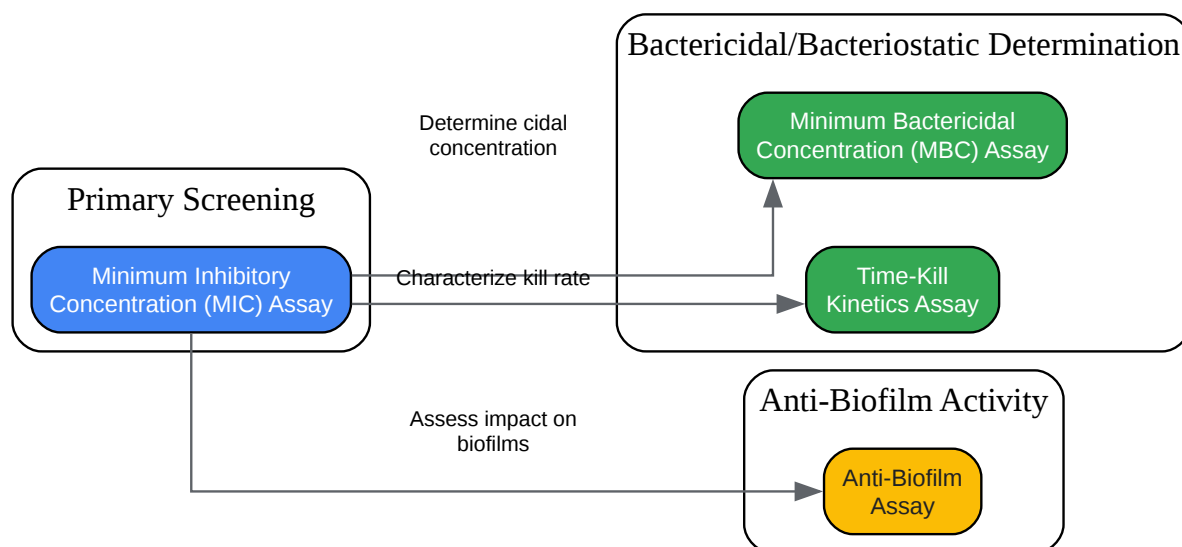 Bactericidal/Bacteriostatic Determination
Determine cidal
concentration
Minimum Bactericidal
Concentration (MBC) Assay
Primary Screening
Minimum Inhibitory
Concentration (MIC) Assay
Characterize kill rate
Time-Kill
Kinetics Assay
Anti-Biofilm Activity
Assess impact on
biofilms
Anti-Biofilm
Assay